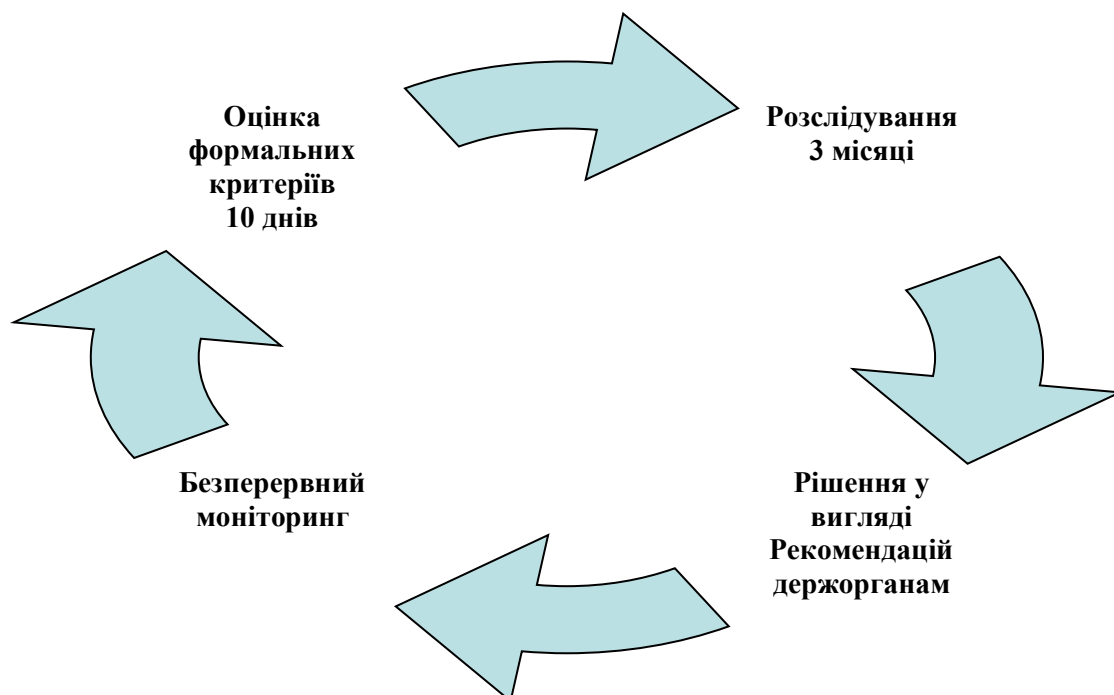 Оцінка
формальних
критеріїв
10 днів
Розслідування
3 місяці
Рішення у
вигляді
Рекомендацій
держорганам
Безперервний
моніторинг